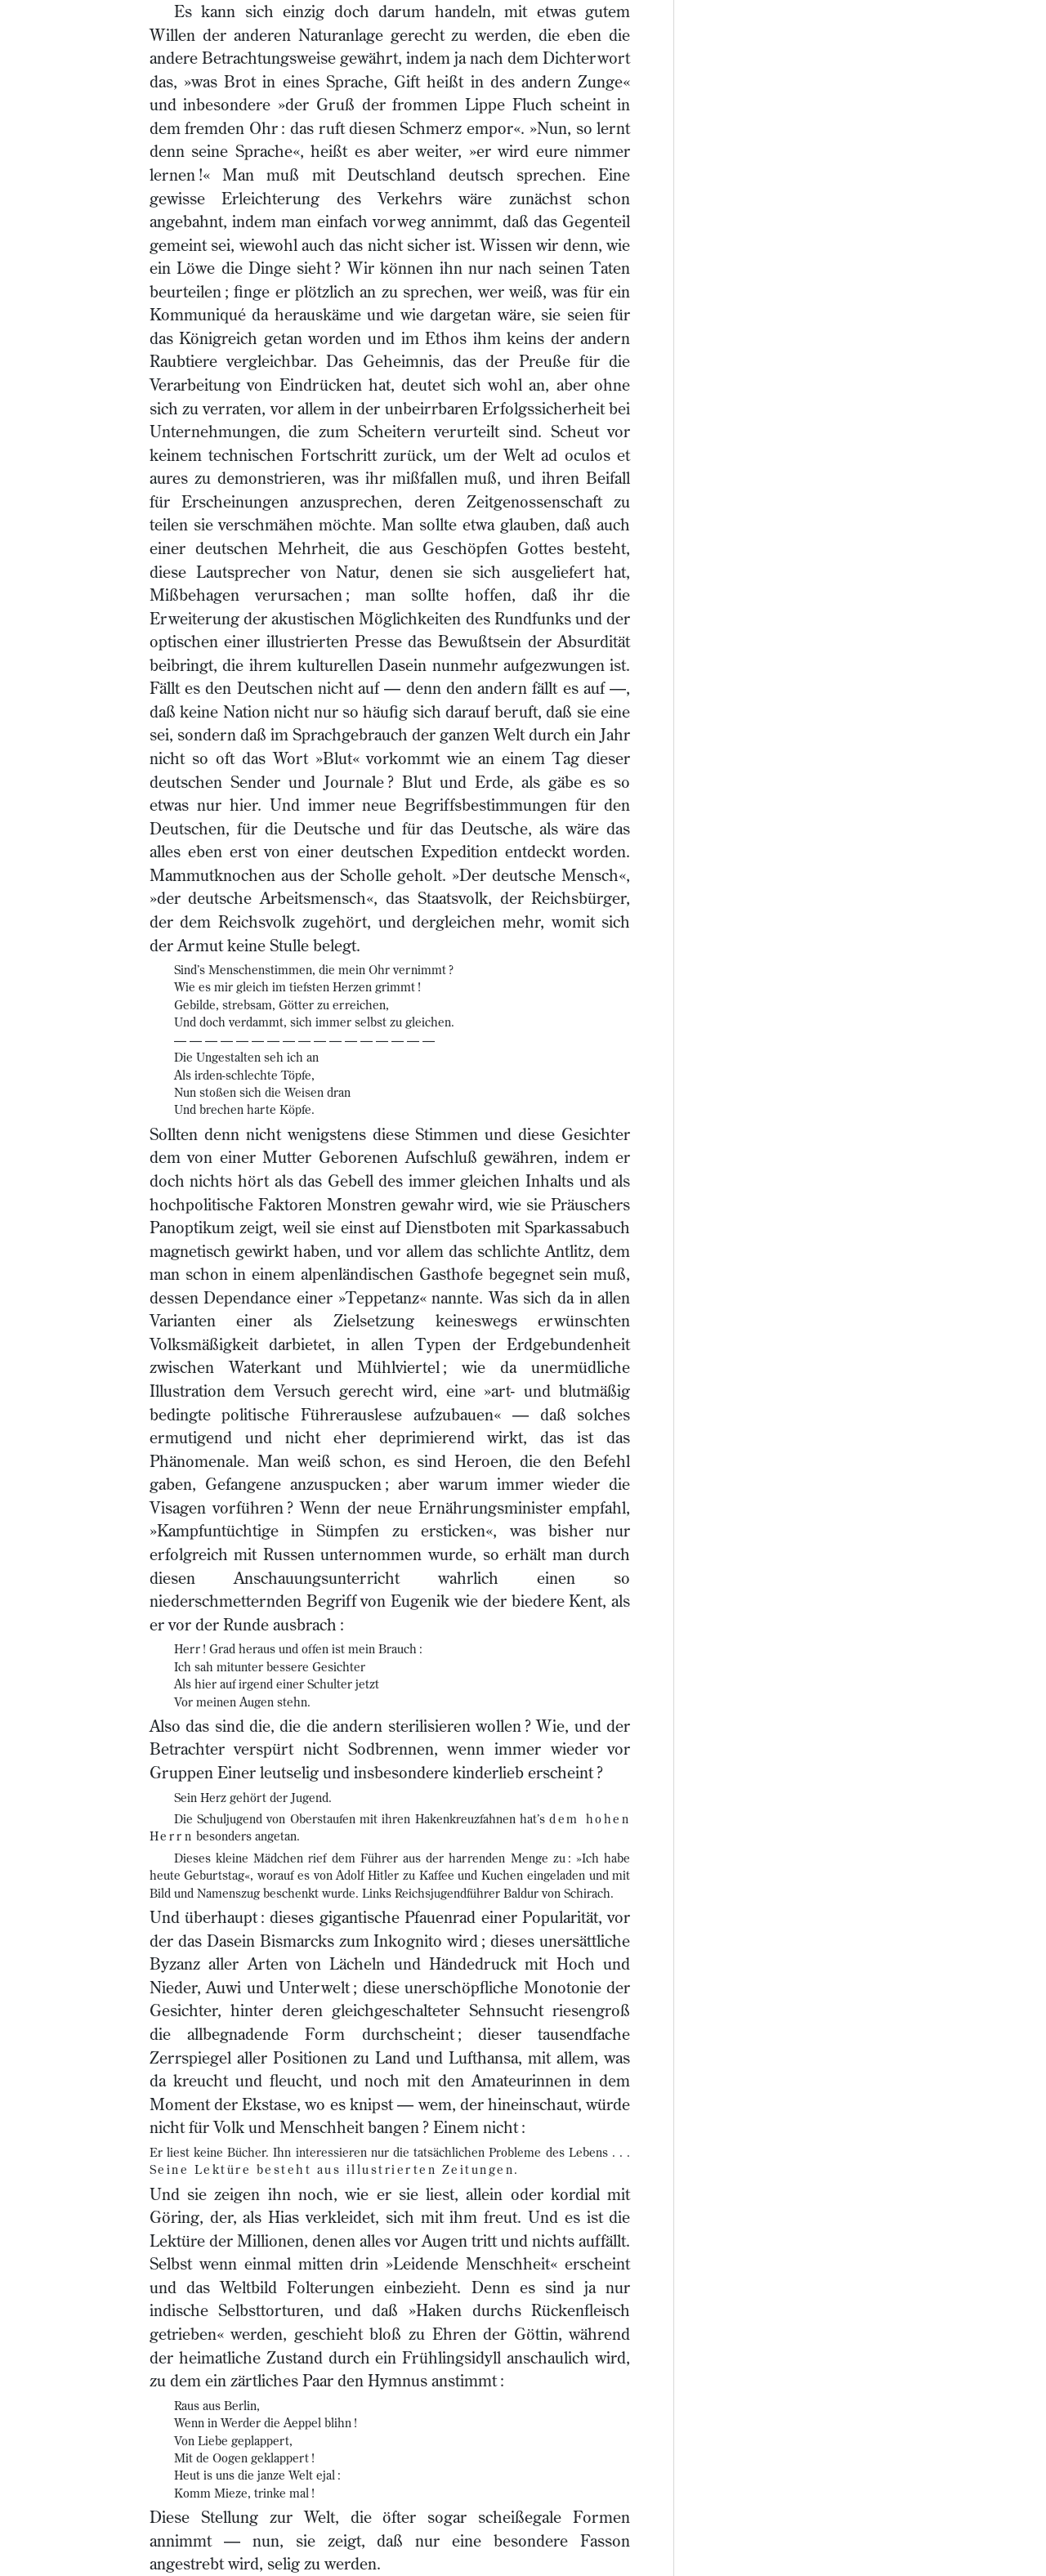 Es kann sich einzig doch darum handeln, mit etwas gutem
Willen der anderen Naturanlage gerecht zu werden, die eben die
andere Betrachtungsweise gewährt, indem ja nach dem Dichterwort
das, »was Brot in eines Sprache, Gift heißt in des andern Zunge«
und inbesondere »der Gruß der frommen Lippe Fluch scheint in
dem fremden Ohr : das ruft diesen Schmerz empor«. »Nun, so lernt
denn seine Sprache«, heißt es aber weiter, »er wird eure nimmer
lernen !« Man muß mit Deutschland deutsch sprechen. Eine
gewisse Erleichterung des Verkehrs wäre zunächst schon
angebahnt, indem man einfach vorweg annimmt, daß das Gegenteil
gemeint sei, wiewohl auch das nicht sicher ist. Wissen wir denn, wie
ein Löwe die Dinge sieht ? Wir können ihn nur nach seinen Taten
beurteilen ; finge er plötzlich an zu sprechen, wer weiß, was für ein
Kommuniqué da herauskäme und wie dargetan wäre, sie seien für
das Königreich getan worden und im Ethos ihm keins der andern
Raubtiere vergleichbar. Das Geheimnis, das der Preuße für die
Verarbeitung von Eindrücken hat, deutet sich wohl an, aber ohne
sich zu verraten, vor allem in der unbeirrbaren Erfolgssicherheit bei
Unternehmungen, die zum Scheitern verurteilt sind. Scheut vor
keinem technischen Fortschritt zurück, um der Welt ad oculos et
aures zu demonstrieren, was ihr mißfallen muß, und ihren Beifall
für Erscheinungen anzusprechen, deren Zeitgenossenschaft zu
teilen sie verschmähen möchte. Man sollte etwa glauben, daß auch
einer deutschen Mehrheit, die aus Geschöpfen Gottes besteht,
diese Lautsprecher von Natur, denen sie sich ausgeliefert hat,
Mißbehagen verursachen ; man sollte hoffen, daß ihr die
Erweiterung der akustischen Möglichkeiten des Rundfunks und der
optischen einer illustrierten Presse das Bewußtsein der Absurdität
beibringt, die ihrem kulturellen Dasein nunmehr aufgezwungen ist.
Fällt es den Deutschen nicht auf — denn den andern fällt es auf —,
daß keine Nation nicht nur so häufig sich darauf beruft, daß sie eine
sei, sondern daß im Sprachgebrauch der ganzen Welt durch ein Jahr
nicht so oft das Wort »Blut« vorkommt wie an einem Tag dieser
deutschen Sender und Journale ? Blut und Erde, als gäbe es so
etwas nur hier. Und immer neue Begriffsbestimmungen für den
Deutschen, für die Deutsche und für das Deutsche, als wäre das
alles eben erst von einer deutschen Expedition entdeckt worden.
Mammutknochen aus der Scholle geholt. »Der deutsche Mensch«,
»der deutsche Arbeitsmensch«, das Staatsvolk, der Reichsbürger,
der dem Reichsvolk zugehört, und dergleichen mehr, womit sich
der Armut keine Stulle belegt.
Sind's Menschenstimmen, die mein Ohr vernimmt ?
Wie es mir gleich im tiefsten Herzen grimmt !
Gebilde, strebsam, Götter zu erreichen,
Und doch verdammt, sich immer selbst zu gleichen.
— — — — — — — — — — — — — — — — —
Die Ungestalten seh ich an
Als irden-schlechte Töpfe,
Nun stoßen sich die Weisen dran
Und brechen harte Köpfe.
Sollten denn nicht wenigstens diese Stimmen und diese Gesichter
dem von einer Mutter Geborenen Aufschluß gewähren, indem er
doch nichts hört als das Gebell des immer gleichen Inhalts und als
hochpolitische Faktoren Monstren gewahr wird, wie sie Präuschers
Panoptikum zeigt, weil sie einst auf Dienstboten mit Sparkassabuch
magnetisch gewirkt haben, und vor allem das schlichte Antlitz, dem
man schon in einem alpenländischen Gasthofe begegnet sein muß,
dessen Dependance einer »Teppetanz« nannte. Was sich da in allen
Varianten einer als Zielsetzung keineswegs erwünschten
Volksmäßigkeit darbietet, in allen Typen der Erdgebundenheit
zwischen Waterkant und Mühlviertel ; wie da unermüdliche
Illustration dem Versuch gerecht wird, eine »art- und blutmäßig
bedingte politische Führerauslese aufzubauen« — daß solches
ermutigend und nicht eher deprimierend wirkt, das ist das
Phänomenale. Man weiß schon, es sind Heroen, die den Befehl
gaben, Gefangene anzuspucken ; aber warum immer wieder die
Visagen vorführen ? Wenn der neue Ernährungsminister empfahl,
»Kampfuntüchtige in Sümpfen zu ersticken«, was bisher nur
erfolgreich mit Russen unternommen wurde, so erhält man durch
diesen Anschauungsunterricht wahrlich einen so
niederschmetternden Begriff von Eugenik wie der biedere Kent, als
er vor der Runde ausbrach :
Herr ! Grad heraus und offen ist mein Brauch :
Ich sah mitunter bessere Gesichter
Als hier auf irgend einer Schulter jetzt
Vor meinen Augen stehn.
Also das sind die, die die andern sterilisieren wollen ? Wie, und der
Betrachter verspürt nicht Sodbrennen, wenn immer wieder vor
Gruppen Einer leutselig und insbesondere kinderlieb erscheint ?
Sein Herz gehört der Jugend.
Die Schuljugend von Oberstaufen mit ihren Hakenkreuzfahnen hat's dem hohen
Herrn besonders angetan.
Dieses kleine Mädchen rief dem Führer aus der harrenden Menge zu : »Ich habe
heute Geburtstag«, worauf es von Adolf Hitler zu Kaffee und Kuchen eingeladen und mit
Bild und Namenszug beschenkt wurde. Links Reichsjugendführer Baldur von Schirach.
Und überhaupt : dieses gigantische Pfauenrad einer Popularität, vor
der das Dasein Bismarcks zum Inkognito wird ; dieses unersättliche
Byzanz aller Arten von Lächeln und Händedruck mit Hoch und
Nieder, Auwi und Unterwelt ; diese unerschöpfliche Monotonie der
Gesichter, hinter deren gleichgeschalteter Sehnsucht riesengroß
die allbegnadende Form durchscheint ; dieser tausendfache
Zerrspiegel aller Positionen zu Land und Lufthansa, mit allem, was
da kreucht und fleucht, und noch mit den Amateurinnen in dem
Moment der Ekstase, wo es knipst — wem, der hineinschaut, würde
nicht für Volk und Menschheit bangen ? Einem nicht :
Er liest keine Bücher. Ihn interessieren nur die tatsächlichen Probleme des Lebens . . .
Seine Lektüre besteht aus illustrierten Zeitungen.
Und sie zeigen ihn noch, wie er sie liest, allein oder kordial mit
Göring, der, als Hias verkleidet, sich mit ihm freut. Und es ist die
Lektüre der Millionen, denen alles vor Augen tritt und nichts auffällt.
Selbst wenn einmal mitten drin »Leidende Menschheit« erscheint
und das Weltbild Folterungen einbezieht. Denn es sind ja nur
indische Selbsttorturen, und daß »Haken durchs Rückenfleisch
getrieben« werden, geschieht bloß zu Ehren der Göttin, während
der heimatliche Zustand durch ein Frühlingsidyll anschaulich wird,
zu dem ein zärtliches Paar den Hymnus anstimmt :
Raus aus Berlin,
Wenn in Werder die Aeppel blihn !
Von Liebe geplappert,
Mit de Oogen geklappert !
Heut is uns die janze Welt ejal :
Komm Mieze, trinke mal !
Diese Stellung zur Welt, die öfter sogar scheißegale Formen
annimmt — nun, sie zeigt, daß nur eine besondere Fasson
angestrebt wird, selig zu werden.